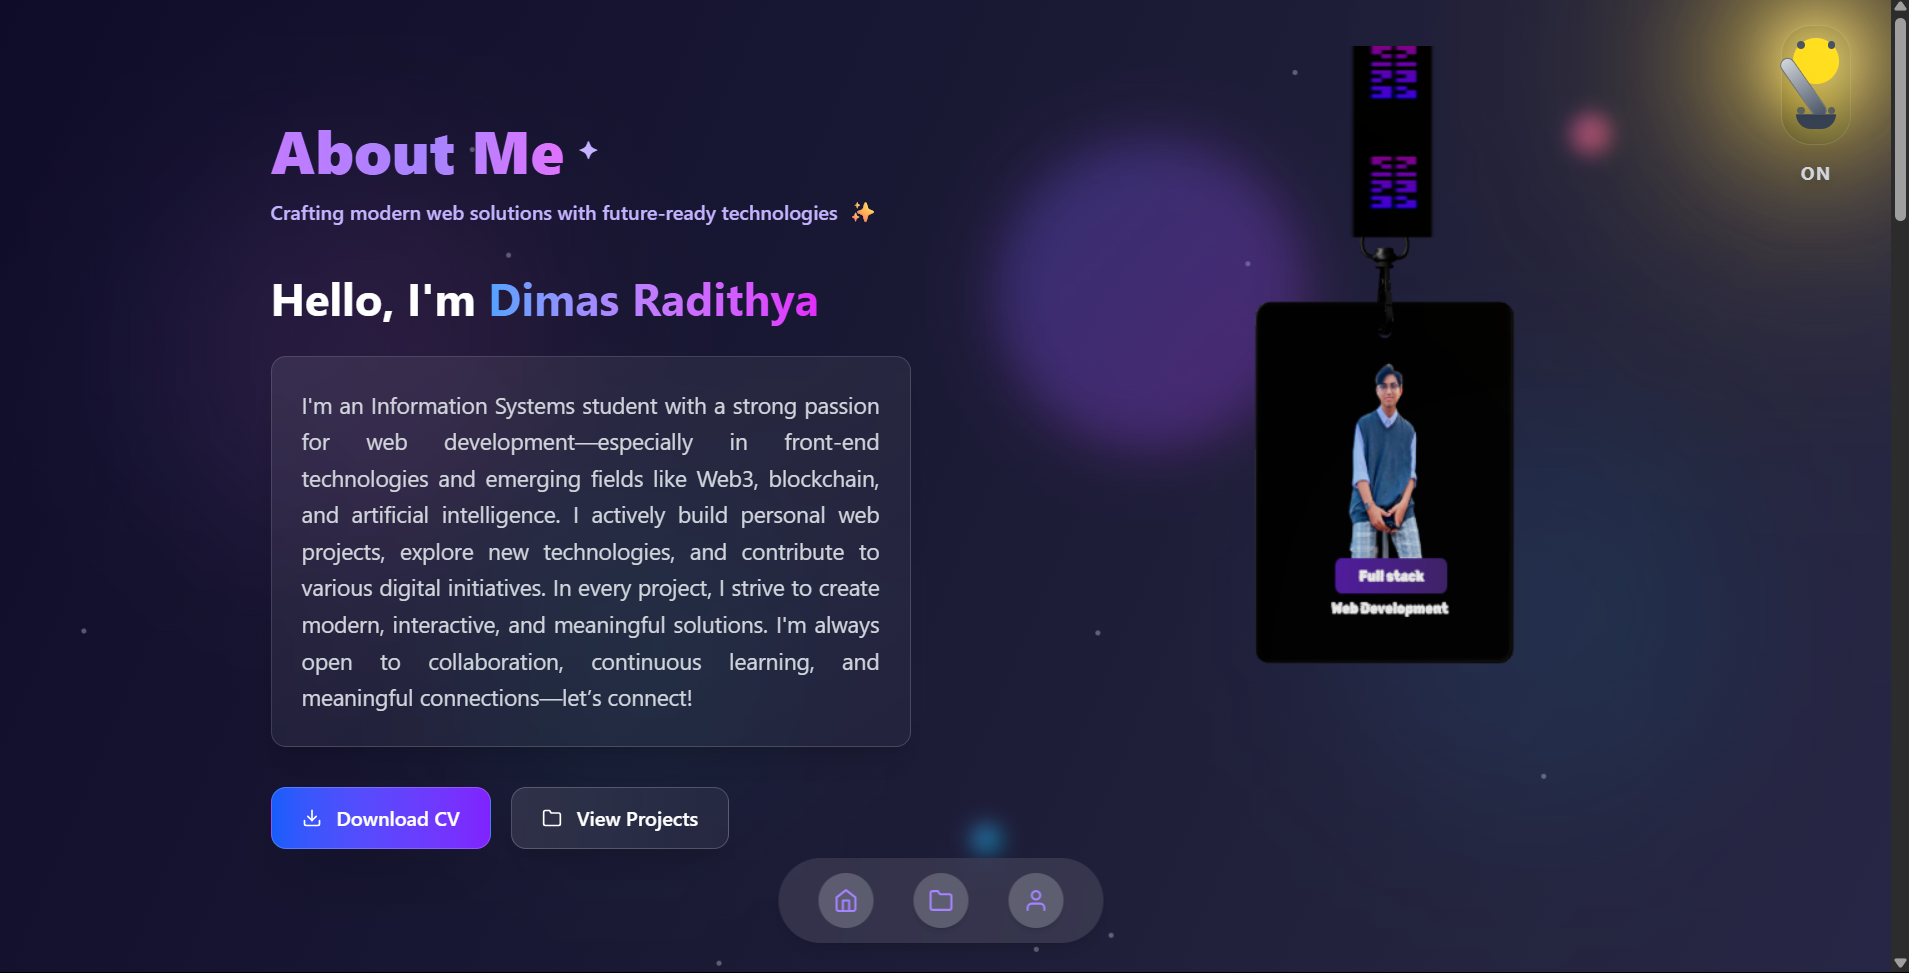 About Me
Crafting modern web solutions with future-ready technologies ✨
Hello, I'm Dimas Radithya
I'm an Information Systems student with a strong passion
for web development—especially in front-end
technologies and emerging fields like Web3, blockchain,
and artificial intelligence. I actively build personal web
projects, explore new technologies, and contribute to
various digital initiatives. In every project, I strive to create
modern, interactive, and meaningful solutions. I'm always
open to collaboration, continuous learning, and
meaningful connections—let’s connect!
Download CV
View Projects
Full stack
Web Development
ON